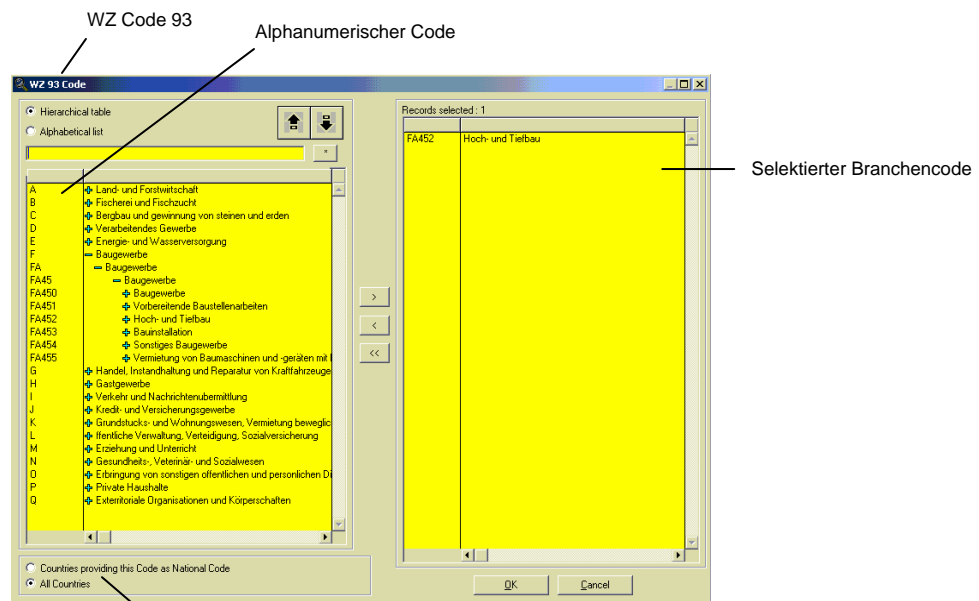 WZ Code 93
Alphanumerischer Code
WZ 93 Code
Hierarchical table
Alphabetical list
*
A Land- und Forstwirtschaft
B Fischerei und Fischzucht
C Bergbau und gewinnung von steinen und erden
D Verarbeitendes Gewerbe
E Energie- und Wasserversorgung
F Baugewerbe
FA Baugewerbe
FA45 Baugewerbe
FA450 Baugewerbe
FA451 Vorbereitende Baustellenarbeiten
FA452 Hoch- und Tiefbau
FA453 Bauinstallation
FA454 Sonstiges Baugewerbe
FA455 Vermietung von Baumaschinen und -geräten mit
G Handel, Instandhaltung und Reparatur von Kraftfahrzeuge
H Gastgewerbe
I Verkehr und Nachrichtenubermittlung
J Kredit- und Versicherungsgewerbe
K Grundstucks- und Wohnungswesen, Vermietung beweglic
L ffentliche Verwaltung, Verteidigung, Sozialversicherung
M Erziehung und Unterricht
N Gesundheits-, Veterinär- und Sozialwesen
O Erbringung von sonstigen offentlichen und personlichen Di
P Private Haushalte
Q Exterritoriale Organisationen und Körperschaften
>
<
<<
Records selected : 1
FA452 Hoch- und Tiefbau
Selektierter Branchencode
Countries providing this Code as National Code
All Countries
OK Cancel